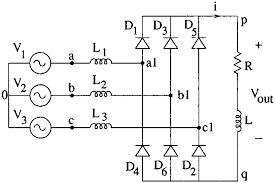 D1 D3 D5 i p
V1 a L1 a1 +
R
V2 0 b L2 b1 Vout
V3 c L3 c1 L
−
D4 D6 D2 q